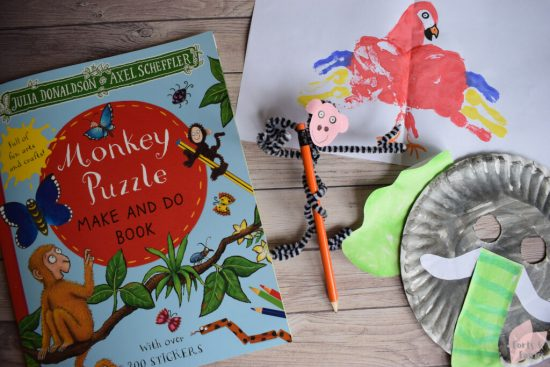 JULIA DONALDSON AXEL SCHEFFLER
Full of
fun arts
and crafts!
Monkey
Puzzle
MAKE AND DO
BOOK
With over
200 STICKERS